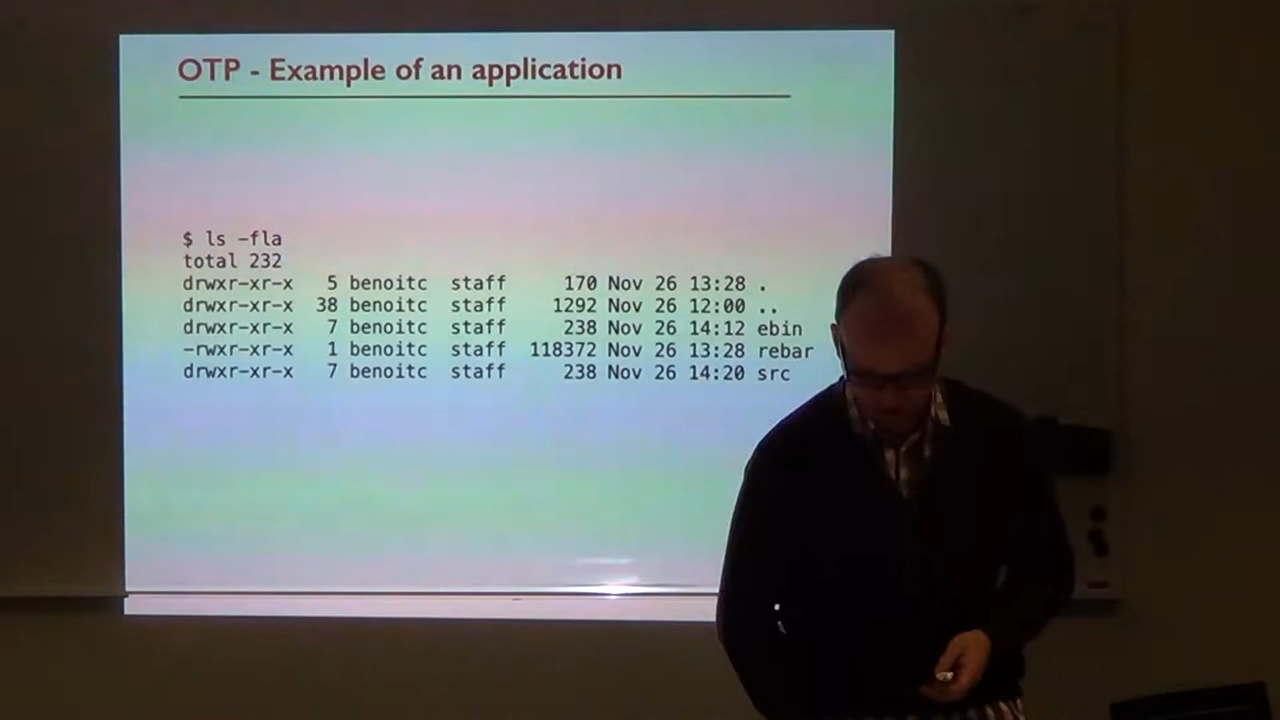 OTP - Example of an application
$ ls -fla
total 232
drwxr-xr-x 5 benoitc staff 170 Nov 26 13:28 .
drwxr-xr-x 38 benoitc staff 1292 Nov 26 12:00 ..
drwxr-xr-x 7 benoitc staff 238 Nov 26 14:12 ebin
-rwxr-xr-x 1 benoitc staff 118372 Nov 26 13:28 rebar
drwxr-xr-x 7 benoitc staff 238 Nov 26 14:20 src